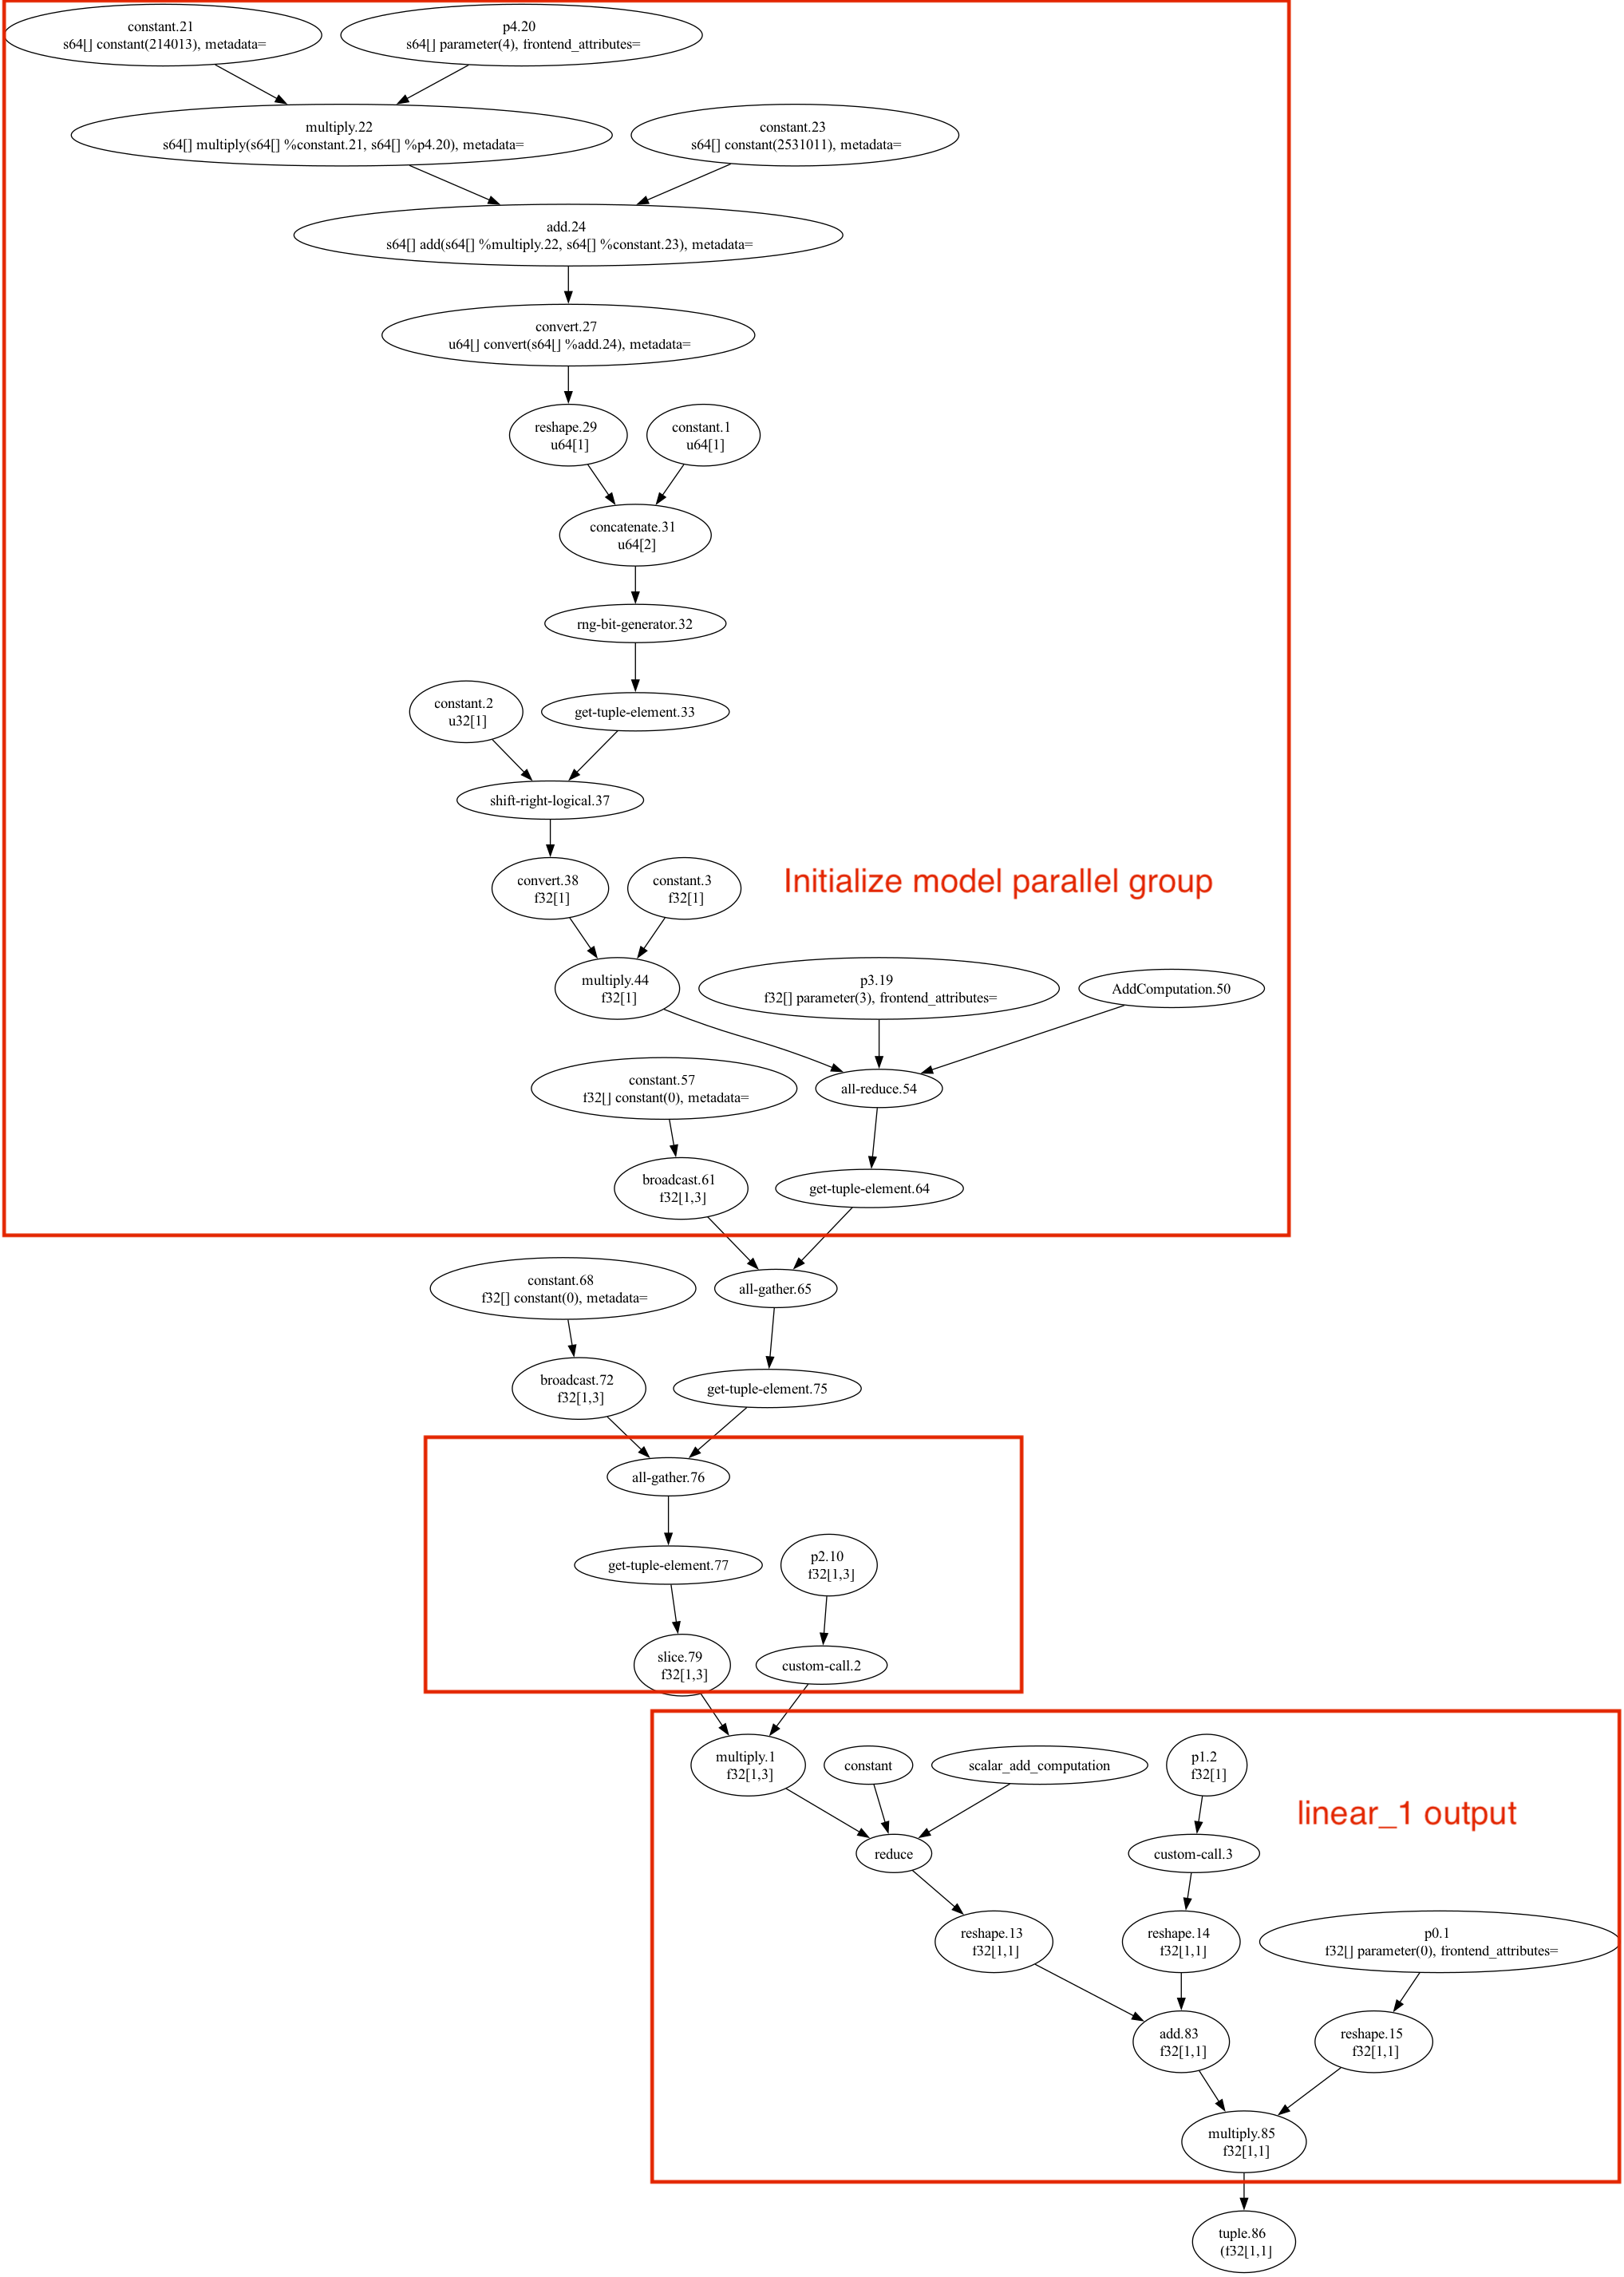 constant.21
s64[] constant(214013), metadata=
p4.20
s64[] parameter(4), frontend_attributes=
multiply.22
s64[] multiply(s64[] %constant.21, s64[] %p4.20), metadata=
constant.23
s64[] constant(2531011), metadata=
add.24
s64[] add(s64[] %multiply.22, s64[] %constant.23), metadata=
convert.27
u64[] convert(s64[] %add.24), metadata=
reshape.29
u64[1]
constant.1
u64[1]
concatenate.31
u64[2]
rng-bit-generator.32
constant.2
u32[1]
get-tuple-element.33
shift-right-logical.37
convert.38
f32[1]
constant.3
f32[1]
Initialize model parallel group
multiply.44
f32[1]
p3.19
f32[] parameter(3), frontend_attributes=
AddComputation.50
constant.57
f32[] constant(0), metadata=
all-reduce.54
broadcast.61
f32[1,3]
get-tuple-element.64
constant.68
f32[] constant(0), metadata=
all-gather.65
broadcast.72
f32[1,3]
get-tuple-element.75
all-gather.76
get-tuple-element.77
p2.10
f32[1,3]
slice.79
f32[1,3]
custom-call.2
multiply.1
f32[1,3]
constant
scalar_add_computation
p1.2
f32[1]
linear_1 output
reduce
custom-call.3
reshape.13
f32[1,1]
reshape.14
f32[1,1]
p0.1
f32[] parameter(0), frontend_attributes=
add.83
f32[1,1]
reshape.15
f32[1,1]
multiply.85
f32[1,1]
tuple.86
(f32[1,1]